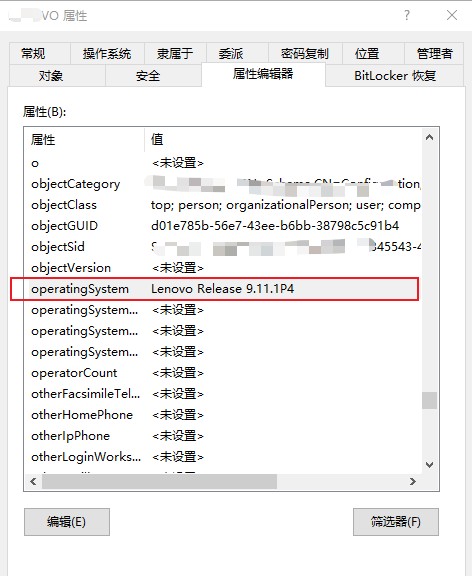 VO 属性
常规 操作系统 隶属于 委派 密码复制 位置 管理者
对象 安全 属性编辑器 BitLocker 恢复
属性(B):
属性 值
o <未设置>
objectCategory
objectClass top; person; organizationalPerson; user; comp
objectGUID d01e785b-56e7-43ee-b6bb-38798c5c91b4
objectSid S 345543-4
objectVersion <未设置>
operatingSystem Lenovo Release 9.11.1P4
operatingSystem... <未设置>
operatingSystem... <未设置>
operatingSystem... <未设置>
operatorCount <未设置>
otherFacsimileTel... <未设置>
otherHomePhone <未设置>
otherIpPhone <未设置>
otherLoginWorks... <未设置>
编辑(E) 筛选器(F)